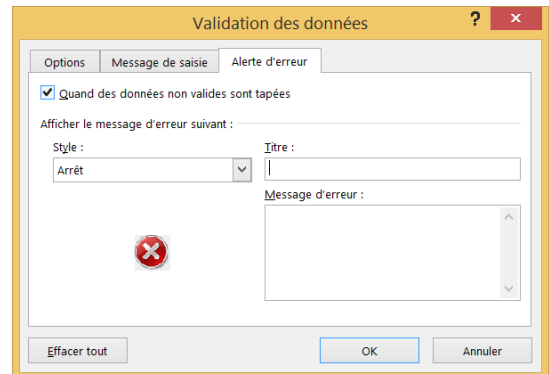 Validation des données
? ×
Options Message de saisie Alerte d'erreur
Quand des données non valides sont tapées
Afficher le message d'erreur suivant :
Style : Titre :
Arrêt
Message d'erreur :
Effacer tout OK Annuler